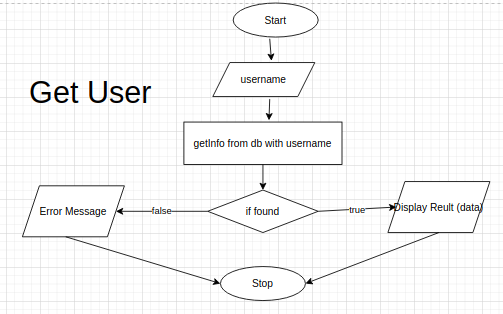 Start
username
Get User
getInfo from db with username
Error Message
false
if found
true
Display Reult (data)
Stop